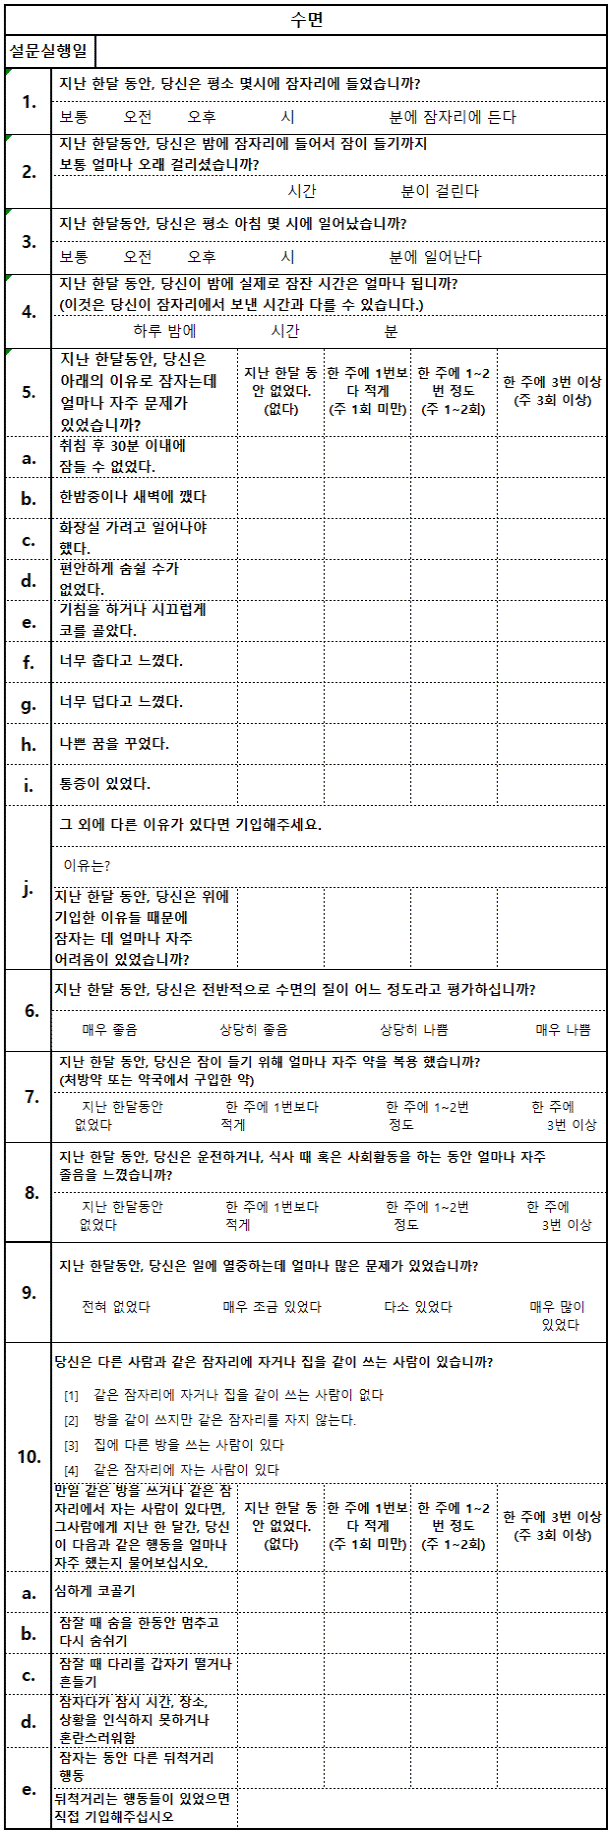 수면
설문실행일
1.
지난 한달 동안, 당신은 평소 몇시에 잠자리에 들었습니까?
보통 오전 오후 시 분에 잠자리에 든다
2.
지난 한달동안, 당신은 밤에 잠자리에 들어서 잠이 들기까지
보통 얼마나 오래 걸리셨습니까?
시간 분이 걸린다
3.
지난 한달동안, 당신은 평소 아침 몇 시에 일어났습니까?
보통 오전 오후 시 분에 일어난다
4.
지난 한달 동안, 당신이 밤에 실제로 잠잔 시간은 얼마나 됩니까?
(이것은 당신이 잠자리에서 보낸 시간과 다를 수 있습니다.)
하루 밤에 시간 분
5.
지난 한달동안, 당신은
아래의 이유로 잠자는데
얼마나 자주 문제가
있었습니까?
지난 한달 동
안 없었다.
(없다)
한 주에 1번보
다 적게
(주 1회 미만)
한 주에 1~2
번 정도
(주 1~2회)
한 주에 3번 이상
(주 3회 이상)
a.
취침 후 30분 이내에
잠들 수 없었다.
b.
한밤중이나 새벽에 깼다
c.
화장실 가려고 일어나야
했다.
d.
편안하게 숨쉴 수가
없었다.
e.
기침을 하거나 시끄럽게
코를 골았다.
f.
너무 춥다고 느꼈다.
g.
너무 덥다고 느꼈다.
h.
나쁜 꿈을 꾸었다.
i.
통증이 있었다.
j.
그 외에 다른 이유가 있다면 기입해주세요.
이유는?
지난 한달 동안, 당신은 위에
기입한 이유들 때문에
잠자는 데 얼마나 자주
어려움이 있었습니까?
6.
지난 한달 동안, 당신은 전반적으로 수면의 질이 어느 정도라고 평가하십니까?
매우 좋음 상당히 좋음 상당히 나쁨 매우 나쁨
7.
지난 한달 동안, 당신은 잠이 들기 위해 얼마나 자주 약을 복용 했습니까?
(처방약 또는 약국에서 구입한 약)
지난 한달동안 한 주에 1번보다 한 주에 1~2번 한 주에
없었다 적게 정도 3번 이상
8.
지난 한달 동안, 당신은 운전하거나, 식사 때 혹은 사회활동을 하는 동안 얼마나 자주
졸음을 느꼈습니까?
지난 한달동안 한 주에 1번보다 한 주에 1~2번 한 주에
없었다 적게 정도 3번 이상
9.
지난 한달동안, 당신은 일에 열중하는데 얼마나 많은 문제가 있었습니까?
전혀 없었다 매우 조금 있었다 다소 있었다 매우 많이
있었다
10.
당신은 다른 사람과 같은 잠자리에 자거나 집을 같이 쓰는 사람이 있습니까?
[1] 같은 잠자리에 자거나 집을 같이 쓰는 사람이 없다
[2] 방을 같이 쓰지만 같은 잠자리를 자지 않는다.
[3] 집에 다른 방을 쓰는 사람이 있다
[4] 같은 잠자리에 자는 사람이 있다
만일 같은 방을 쓰거나 같은 잠
자리에서 자는 사람이 있다면,
그사람에게 지난 한 달간, 당신
이 다음과 같은 행동을 얼마나
자주 했는지 물어보십시오.
지난 한달 동
안 없었다.
(없다)
한 주에 1번보
다 적게
(주 1회 미만)
한 주에 1~2
번 정도
(주 1~2회)
한 주에 3번 이상
(주 3회 이상)
a.
심하게 코골기
b.
잠잘 때 숨을 한동안 멈추고
다시 숨쉬기
c.
잠잘 때 다리를 갑자기 떨거나
흔들기
d.
잠자다가 잠시 시간, 장소,
상황을 인식하지 못하거나
혼란스러워함
e.
잠자는 동안 다른 뒤척거리
행동
뒤척거리는 행동들이 있었으면
직접 기입해주십시오